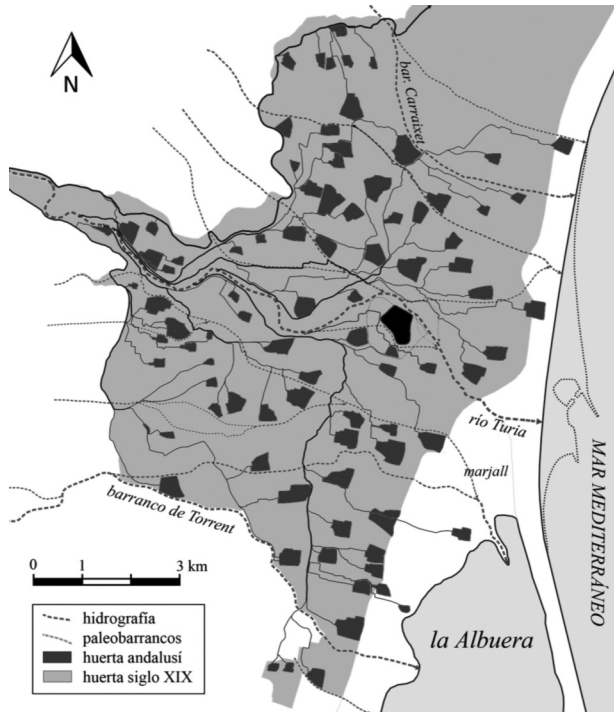 N
bar. Carraixet
río Turia
MAR MEDITERRÁNEO
marjall
barranco de Torrent
0 1 3 km
la Albuera
hidrografía
paleobarrancos
huerta andalusí
huerta siglo XIX